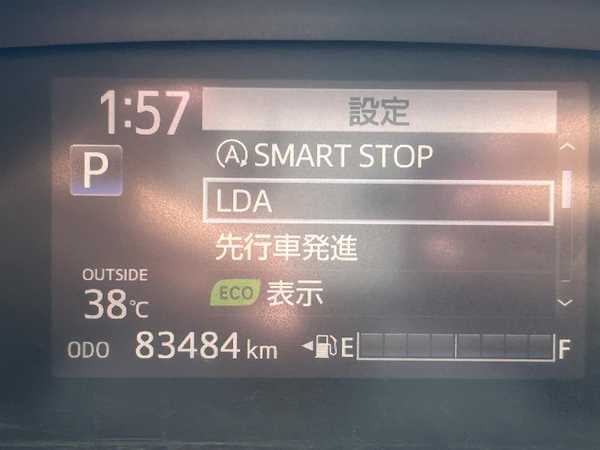 1:57
設定
P
SMART STOP
LDA
先行車発進
ECO 表示
OUTSIDE
38°C
ODO 83484 km
E F